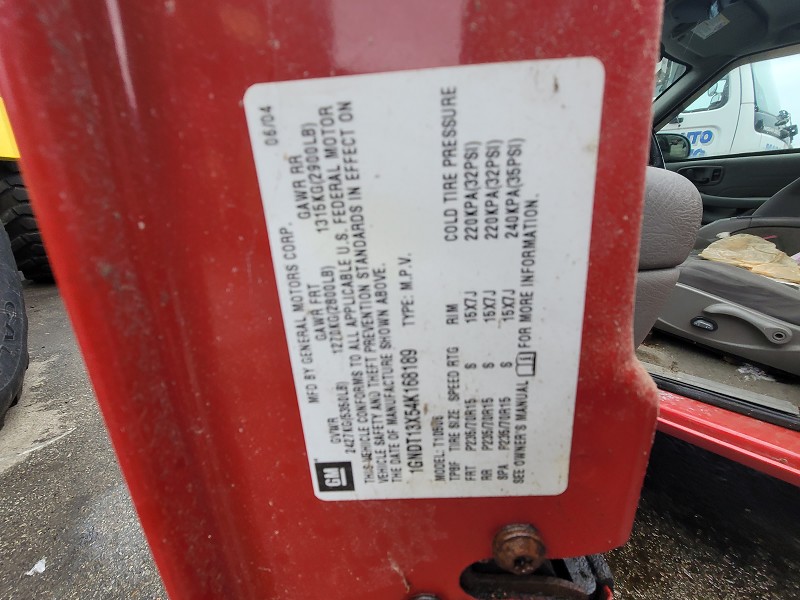 GM
MFD BY GENERAL MOTORS CORP. 06/04
GVWR GAWR FRT GAWR RR
2427KG(5350LB) 1228KG(2800LB) 1315KG(2900LB)
THIS VEHICLE CONFORMS TO ALL APPLICABLE U.S. FEDERAL MOTOR
VEHICLE SAFETY AND THEFT PREVENTION STANDARDS IN EFFECT ON
THE DATE OF MANUFACTURE SHOWN ABOVE.
1GNDT13X54K168189 TYPE: M.P.V.
MODEL: T10506
TPBF TIRE SIZE SPEED RTG RIM COLD TIRE PRESSURE
FRT P235/70R15 S 15X7J 220KPA(32PSI)
RR P235/70R15 S 15X7J 220KPA(32PSI)
SPA P235/70R15 S 15X7J 240KPA(35PSI)
SEE OWNER'S MANUAL FOR MORE INFORMATION.